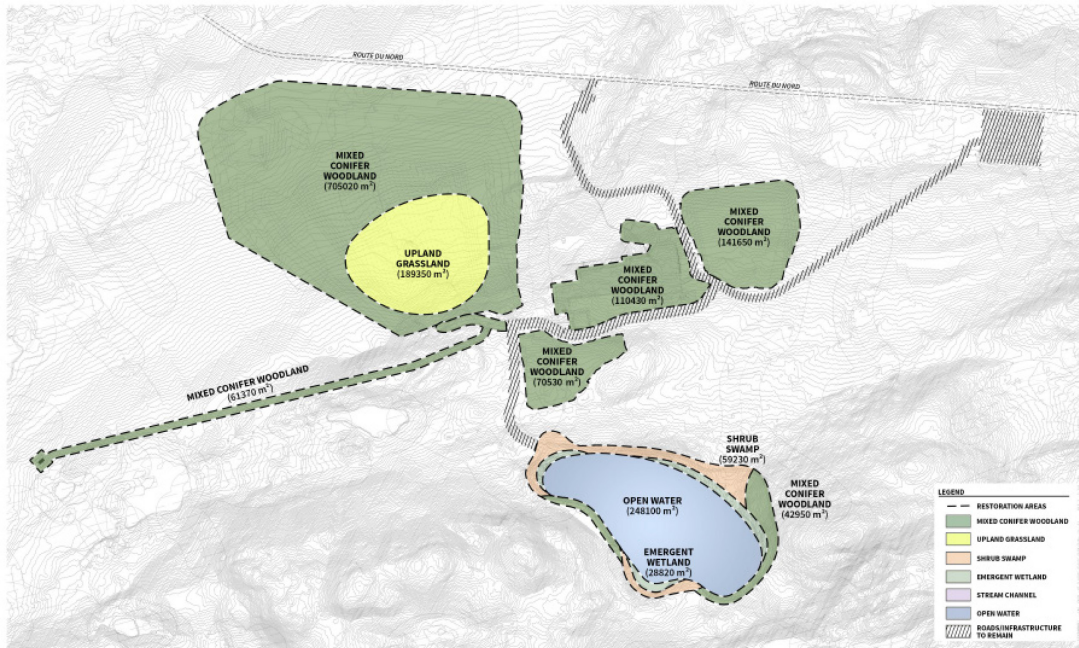 ROUTE DU NORD
ROUTE DU NORD
MIXED
CONIFER
WOODLAND
(705020 m²)
UPLAND
GRASSLAND
(189350 m²)
MIXED
CONIFER
WOODLAND
(141650 m²)
MIXED
CONIFER
WOODLAND
(110430 m²)
MIXED
CONIFER
WOODLAND
(70530 m²)
MIXED CONIFER WOODLAND
(61370 m²)
SHRUB
SWAMP
(59230 m²)
MIXED
CONIFER
WOODLAND
(42950 m²)
OPEN WATER
(248100 m²)
EMERGENT
WETLAND
(28820 m²)
LEGEND
RESTORATION AREAS
MIXED CONIFER WOODLAND
UPLAND GRASSLAND
SHRUB SWAMP
EMERGENT WETLAND
STREAM CHANNEL
OPEN WATER
ROADS/INFRASTRUCTURE
TO REMAIN